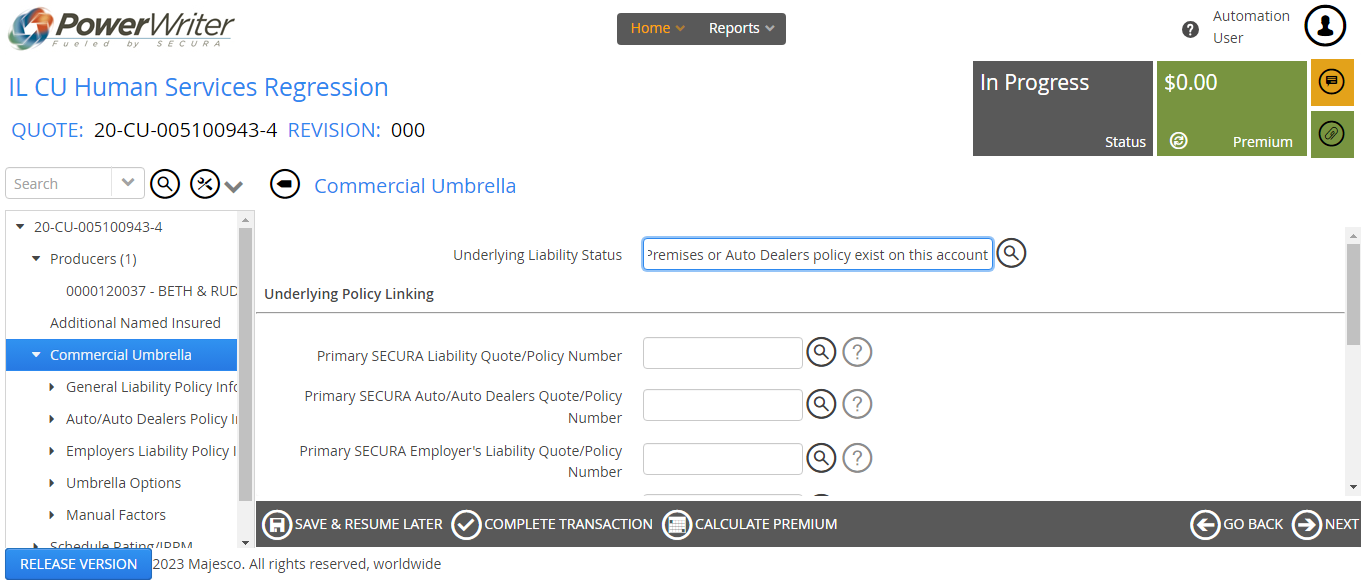 PowerWriter
Fueled by SECURA
Home
Reports
Automation
User
IL CU Human Services Regression
QUOTE: 20-CU-005100943-4 REVISION: 000
In Progress
Status
$0.00
Premium
Search
Commercial Umbrella
20-CU-005100943-4
Producers (1)
0000120037 - BETH & RUD
Additional Named Insured
Commercial Umbrella
General Liability Policy Info
Auto/Auto Dealers Policy I
Employers Liability Policy I
Umbrella Options
Manual Factors
Schedule Rating/IRPM
Underlying Liability Status
Premises or Auto Dealers policy exist on this account
Underlying Policy Linking
Primary SECURA Liability Quote/Policy Number
?
Primary SECURA Auto/Auto Dealers Quote/Policy
Number
?
Primary SECURA Employer's Liability Quote/Policy
Number
?
SAVE & RESUME LATER
COMPLETE TRANSACTION
CALCULATE PREMIUM
GO BACK
NEXT
RELEASE VERSION
2023 Majesco. All rights reserved, worldwide